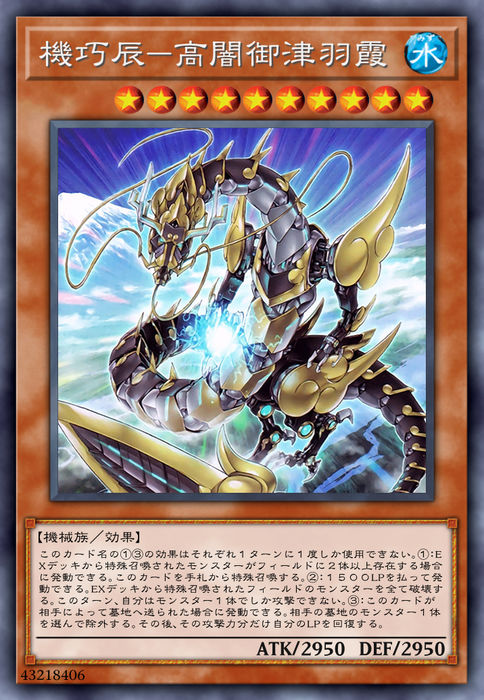 機巧辰－高闇御津羽霞
みず
水
【機械族／効果】
このカード名の①③の効果はそれぞれ１ターンに１度しか使用できない。①：E
Xデッキから特殊召喚されたモンスターがフィールドに２体以上存在する場合
に発動できる。このカードを手札から特殊召喚する。②：１５００LPを払って発
動できる。EXデッキから特殊召喚されたフィールドのモンスターを全て破壊す
る。このターン、自分はモンスター１体でしか攻撃できない。③：このカードが
相手によって墓地へ送られた場合に発動できる。相手の墓地のモンスター１体
を選んで除外する。その後、その攻撃力分だけ自分のLPを回復する。
ATK/2950 DEF/2950
43218406